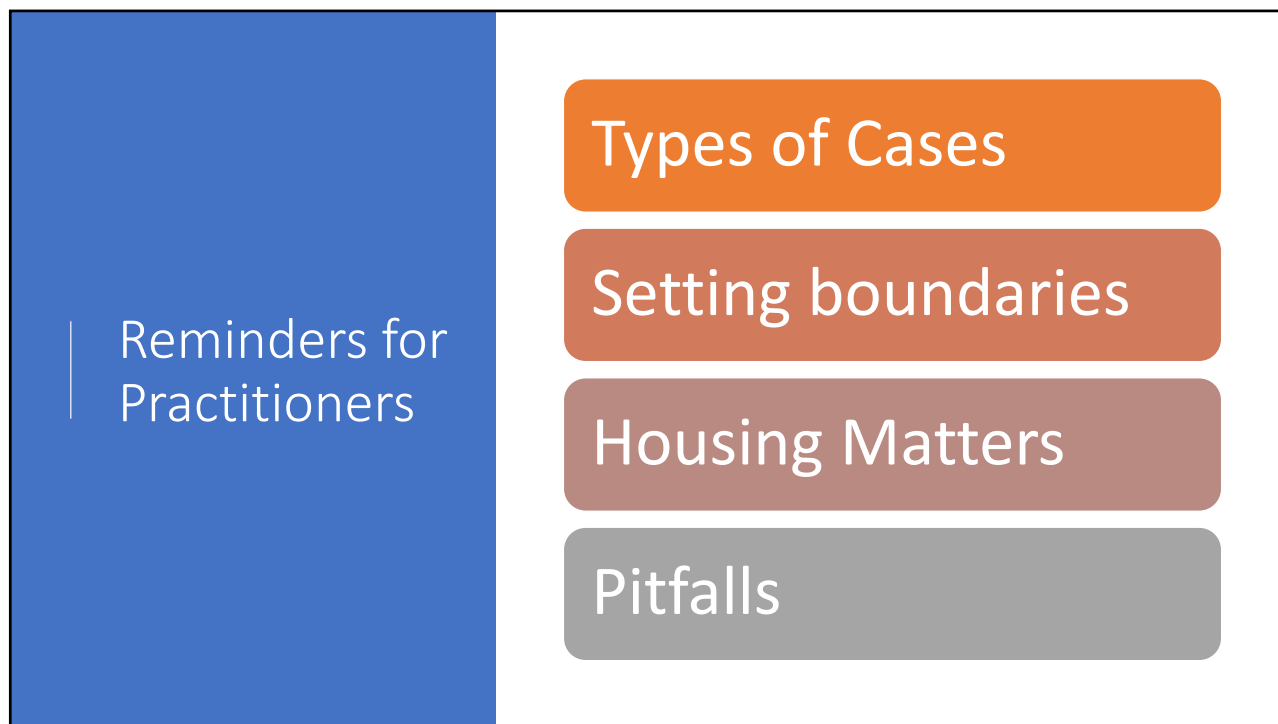 Reminders for
Practitioners
Types of Cases
Setting boundaries
Housing Matters
Pitfalls